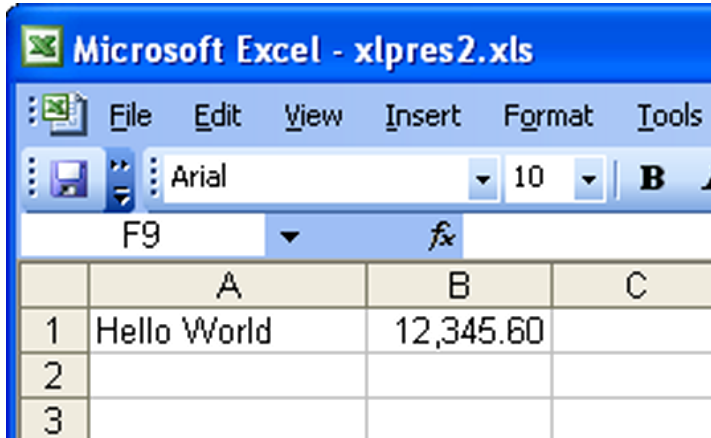 Microsoft Excel - xlpres2.xls
File Edit View Insert Format Tools
Arial 10 B
F9 fx
A B C
1 Hello World 12,345.60
2
3